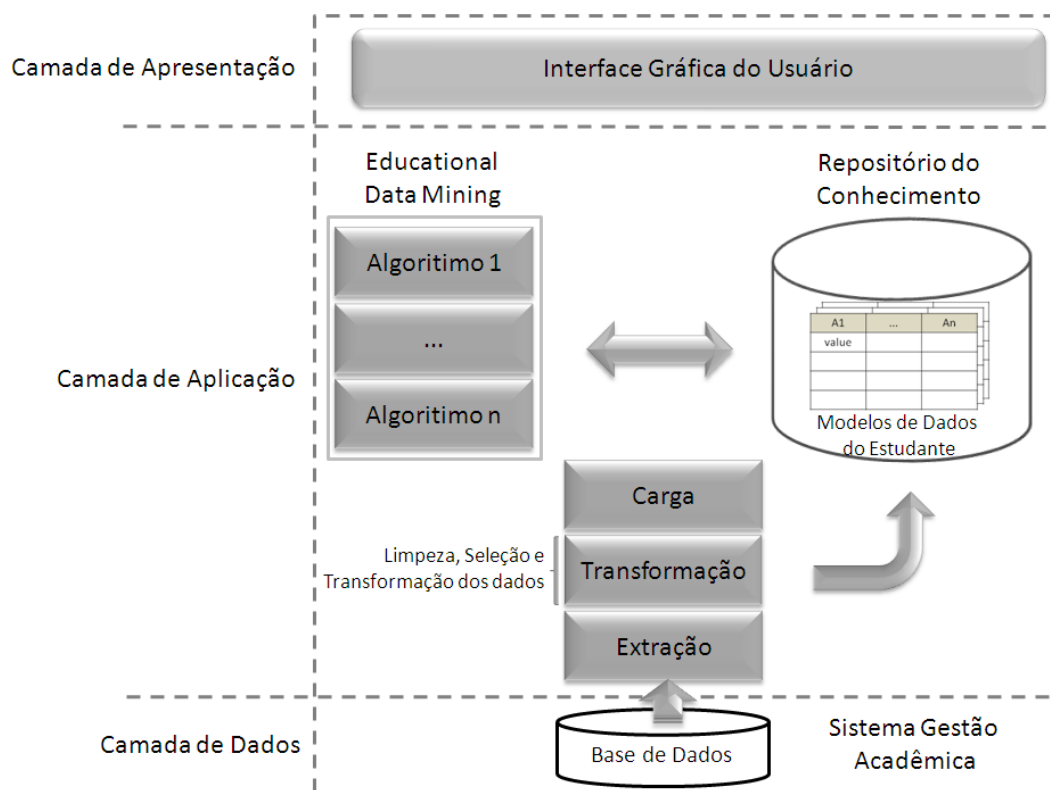 Camada de Apresentação
Interface Gráfica do Usuário
Educational
Data Mining
Repositório do
Conhecimento
Algoritimo 1
...
Algoritimo n
A1 ... An
value
Modelos de Dados
do Estudante
Camada de Aplicação
Carga
Limpeza, Seleção e
Transformação dos dados
Transformação
Extração
Camada de Dados
Base de Dados
Sistema Gestão
Acadêmica